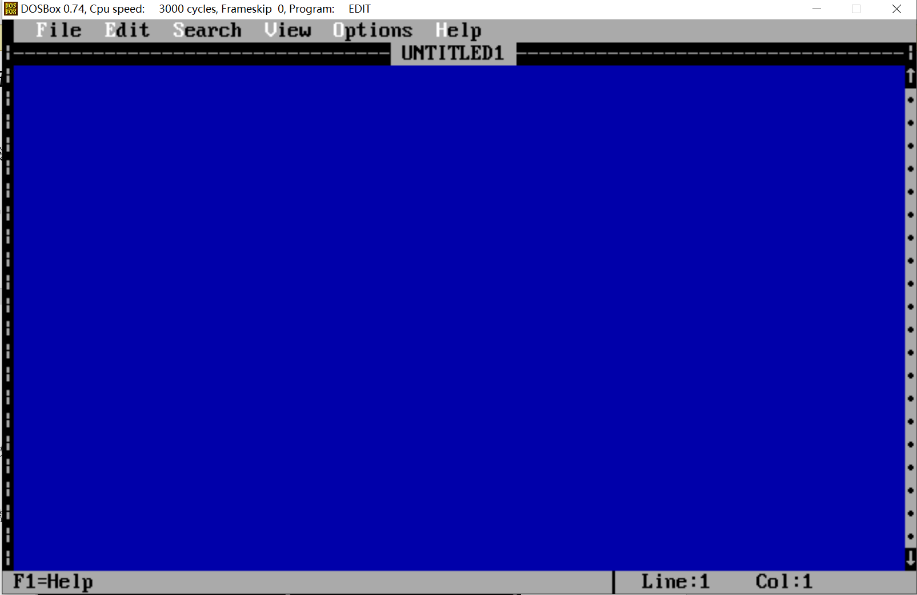 DOSBox 0.74, Cpu speed: 3000 cycles, Frameskip 0, Program: EDIT
File Edit Search View Options Help
UNTITLED1
F1=Help Line:1 Col:1